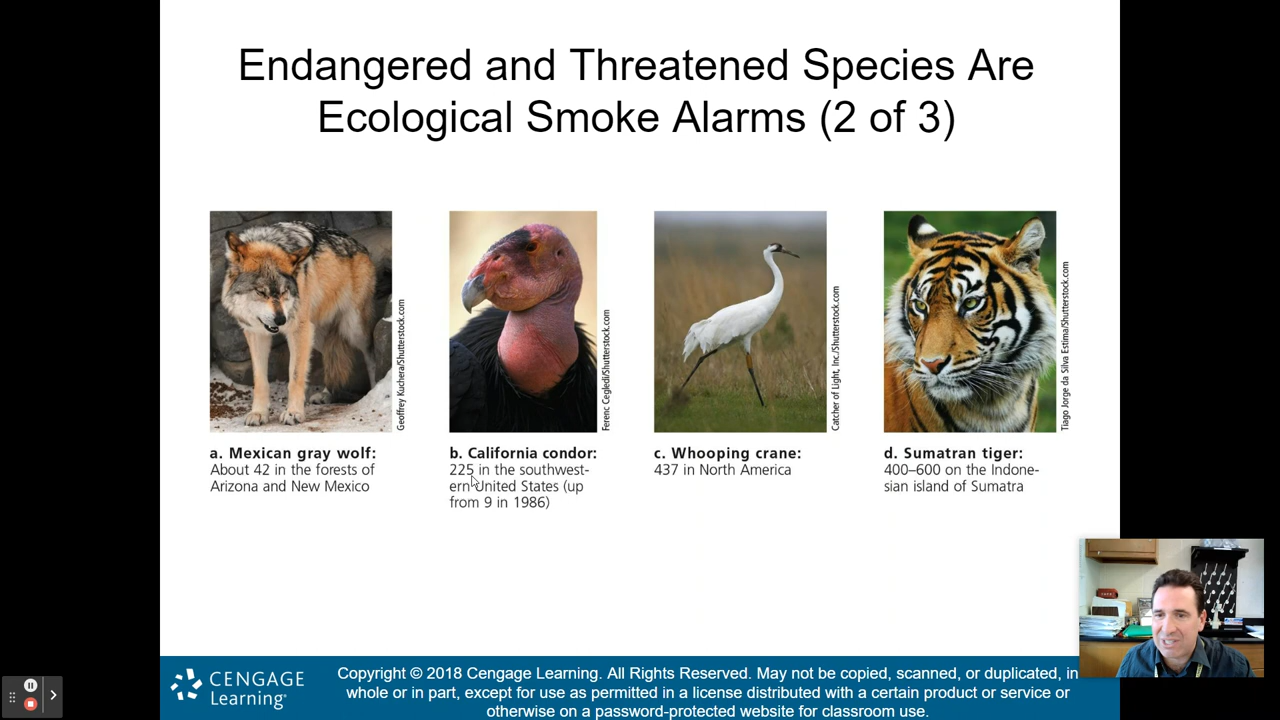 Endangered and Threatened Species Are
Ecological Smoke Alarms (2 of 3)
Geoffrey Kuchera/Shutterstock.com
Ferenc Cegledi/Shutterstock.com
Catcher of Light, Inc./Shutterstock.com
Tiago Jorge da Silva Estima/Shutterstock.com
a. Mexican gray wolf:
About 42 in the forests of
Arizona and New Mexico
b. California condor:
225 in the southwest-
ern United States (up
from 9 in 1986)
c. Whooping crane:
437 in North America
d. Sumatran tiger:
400–600 on the Indone-
sian island of Sumatra
CENGAGE
Learning®
Copyright © 2018 Cengage Learning. All Rights Reserved. May not be copied, scanned, or duplicated, in
whole or in part, except for use as permitted in a license distributed with a certain product or service or
otherwise on a password-protected website for classroom use.